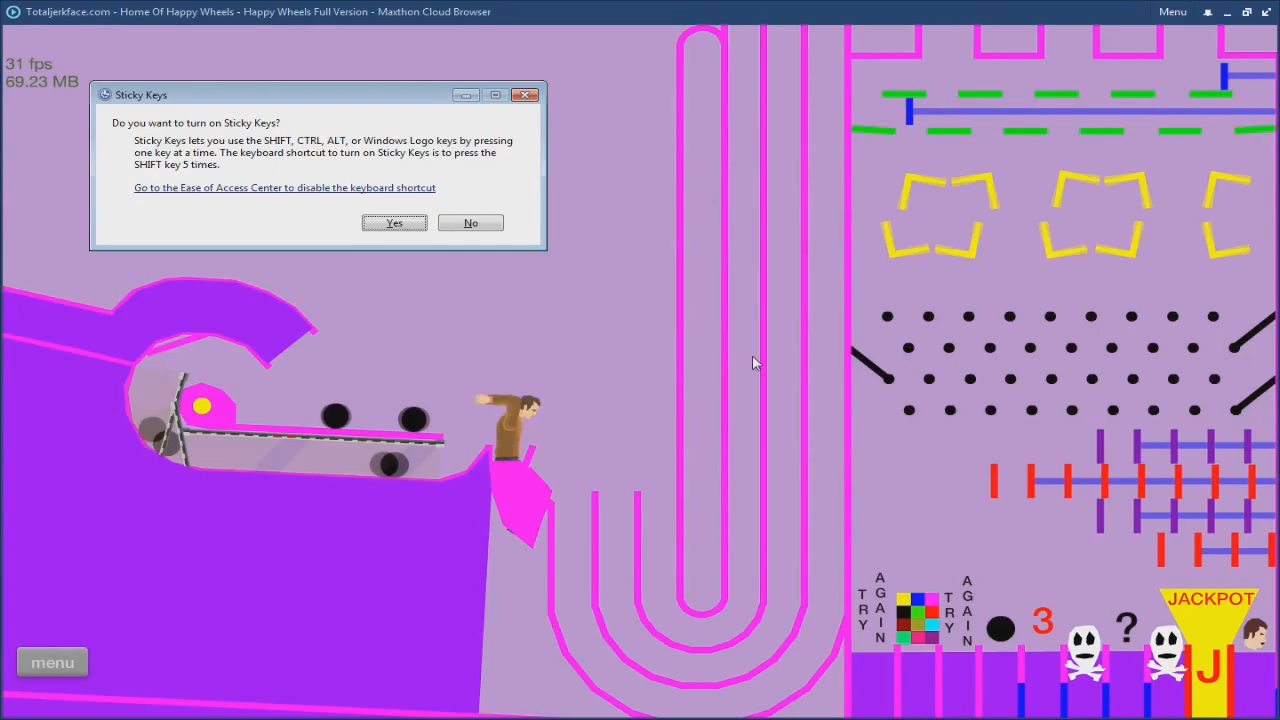 Totaljerkface.com - Home Of Happy Wheels - Happy Wheels Full Version - Maxthon Cloud Browser
Menu
31 fps
69.23 MB
Sticky Keys
Do you want to turn on Sticky Keys?
Sticky Keys lets you use the SHIFT, CTRL, ALT, or Windows Logo keys by pressing
one key at a time. The keyboard shortcut to turn on Sticky Keys is to press the
SHIFT key 5 times.
Go to the Ease of Access Center to disable the keyboard shortcut
Yes
No
TRY
AGAIN
TRY
AGAIN
3
?
JACKPOT
J
menu